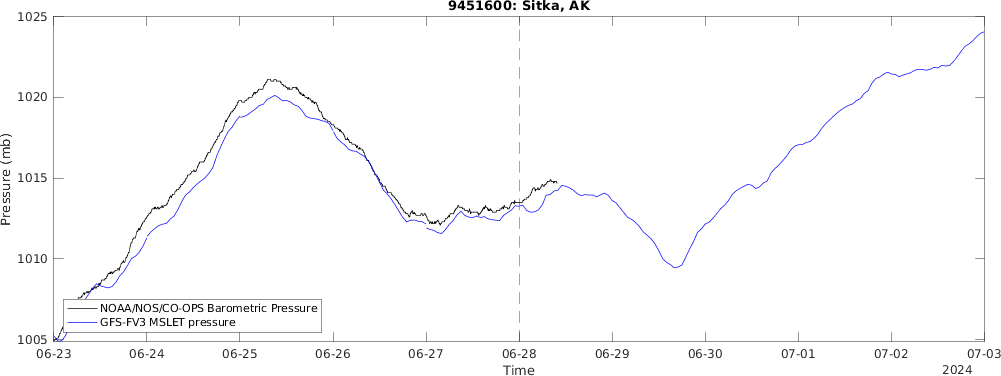 9451600: Sitka, AK
1025
1020
1015
1010
1005
Pressure (mb)
NOAA/NOS/CO-OPS Barometric Pressure
GFS-FV3 MSLET pressure
06-23 06-24 06-25 06-26 06-27 06-28 06-29 06-30 07-01 07-02 07-03
Time
2024